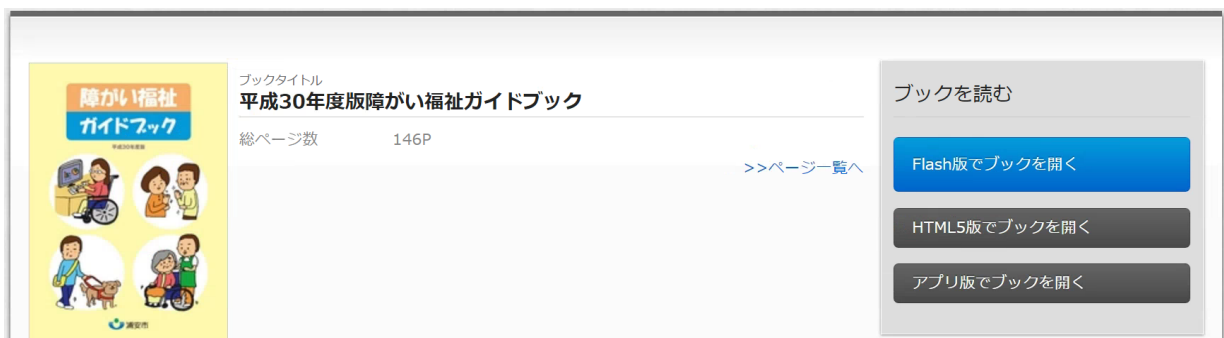 障がい福祉
ガイドブック
平成30年度版
浦安市
ブックタイトル
平成30年度版障がい福祉ガイドブック
総ページ数 146P
>>ページ一覧へ
ブックを読む
Flash版でブックを開く
HTML5版でブックを開く
アプリ版でブックを開く